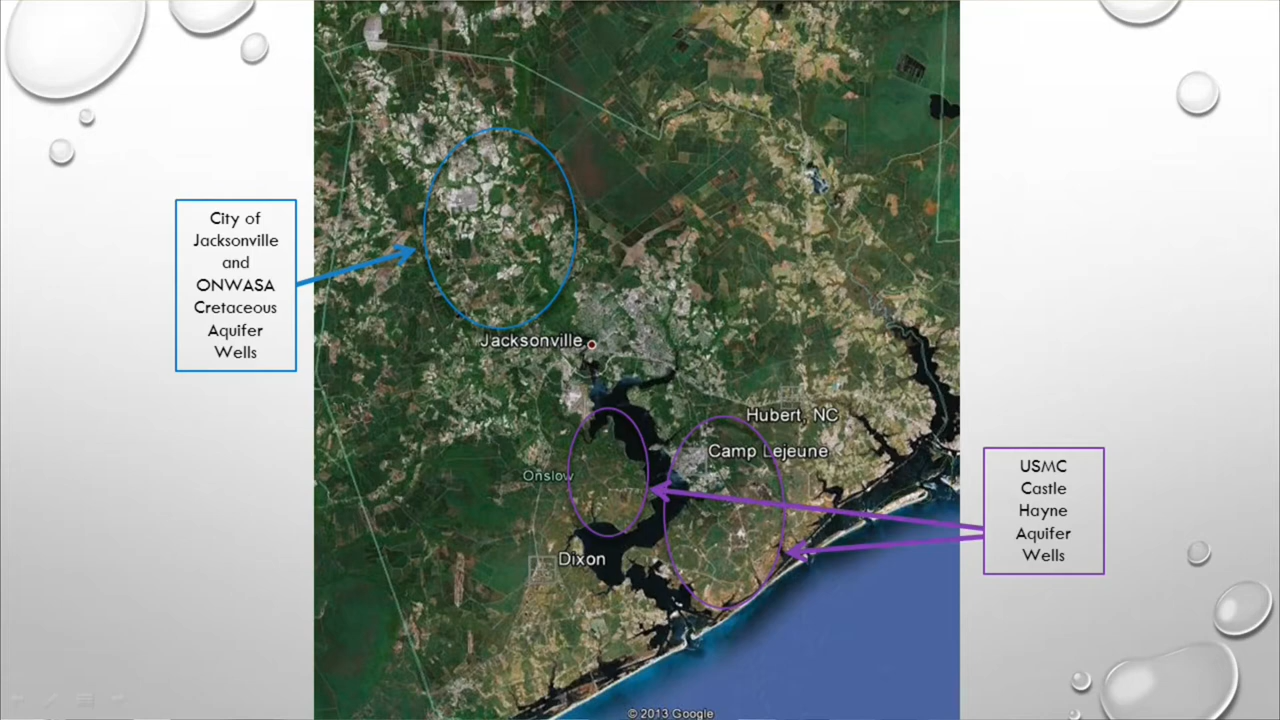 City of
Jacksonville
and
ONWASA
Cretaceous
Aquifer
Wells
Jacksonville
Hubert, NC
Camp Lejeune
Onslow
Dixon
USMC
Castle
Hayne
Aquifer
Wells
© 2013 Google